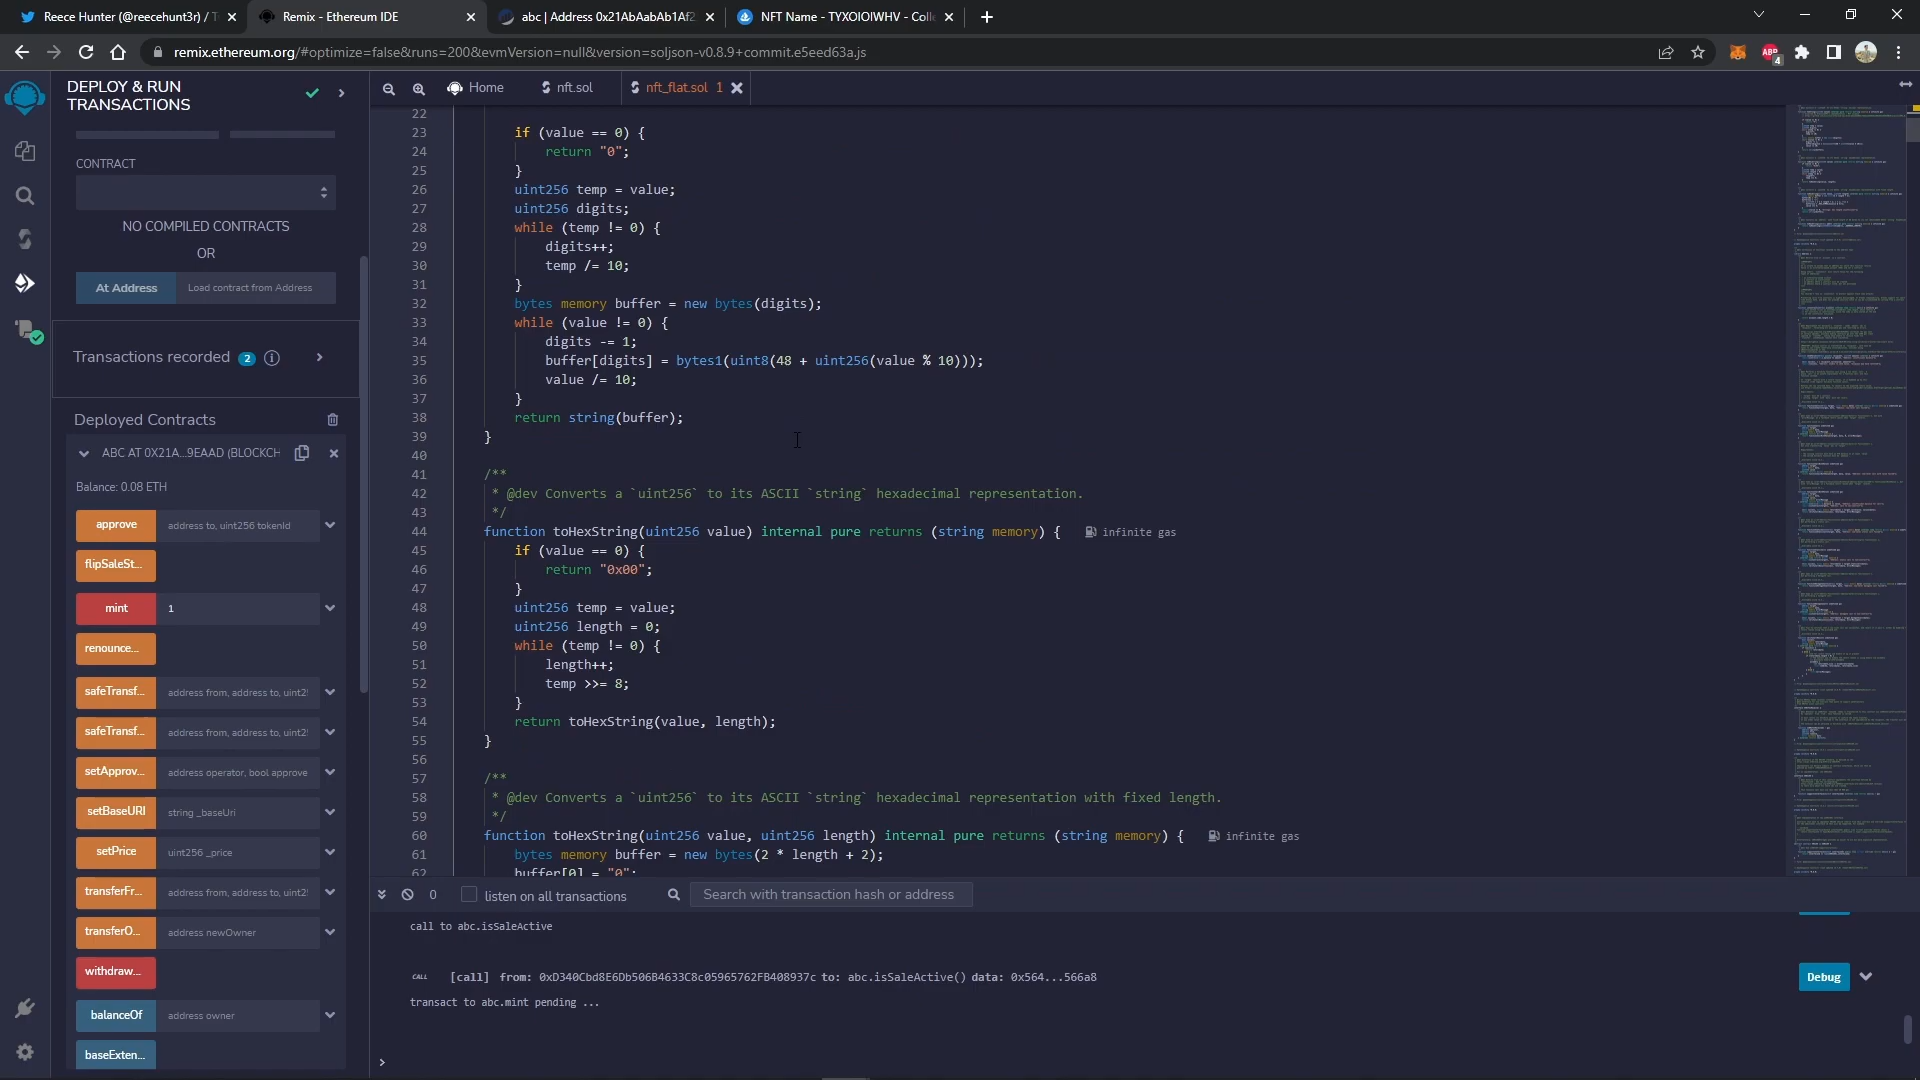 Reece Hunter (@reecehunt3r) / T
Remix - Ethereum IDE
abc | Address 0x21AbAabAb1Af2
NFT Name - TYXOIOIWHV - Coll
remix.ethereum.org/#optimize=false&runs=200&evmVersion=null&version=soljson-v0.8.9+commit.e5eed63a.js
ABP
4
DEPLOY & RUN
TRANSACTIONS
CONTRACT
NO COMPILED CONTRACTS
OR
At Address
Load contract from Address
Transactions recorded 2 i
Deployed Contracts
ABC AT 0X21A...9EAAD (BLOCKCH
Balance: 0.08 ETH
approve address to, uint256 tokenId
flipSaleSt...
mint 1
renounce...
safeTransf... address from, address to, uint2!
safeTransf... address from, address to, uint2!
setApprov... address operator, bool approve
setBaseURI string _baseUri
setPrice uint256 _price
transferFr... address from, address to, uint2!
transferO... address newOwner
withdraw...
balanceOf address owner
baseExten...
Home
nft.sol
nft_flat.sol 1
22
23 if (value == 0) {
24 return "0";
25 }
26 uint256 temp = value;
27 uint256 digits;
28 while (temp != 0) {
29 digits++;
30 temp /= 10;
31 }
32 bytes memory buffer = new bytes(digits);
33 while (value != 0) {
34 digits -= 1;
35 buffer[digits] = bytes1(uint8(48 + uint256(value % 10)));
36 value /= 10;
37 }
38 return string(buffer);
39 }
40
41 /**
42 * @dev Converts a `uint256` to its ASCII `string` hexadecimal representation.
43 */
44 function toHexString(uint256 value) internal pure returns (string memory) { infinite gas
45 if (value == 0) {
46 return "0x00";
47 }
48 uint256 temp = value;
49 uint256 length = 0;
50 while (temp != 0) {
51 length++;
52 temp >>= 8;
53 }
54 return toHexString(value, length);
55 }
56
57 /**
58 * @dev Converts a `uint256` to its ASCII `string` hexadecimal representation with fixed length.
59 */
60 function toHexString(uint256 value, uint256 length) internal pure returns (string memory) { infinite gas
61 bytes memory buffer = new bytes(2 * length + 2);
62 buffer[0] = "0";
0
listen on all transactions
Search with transaction hash or address
call to abc.isSaleActive
CALL [call] from: 0xD340Cbd8E6Db506B4633C8c05965762FB408937c to: abc.isSaleActive() data: 0x564...566a8
Debug
transact to abc.mint pending ...
>